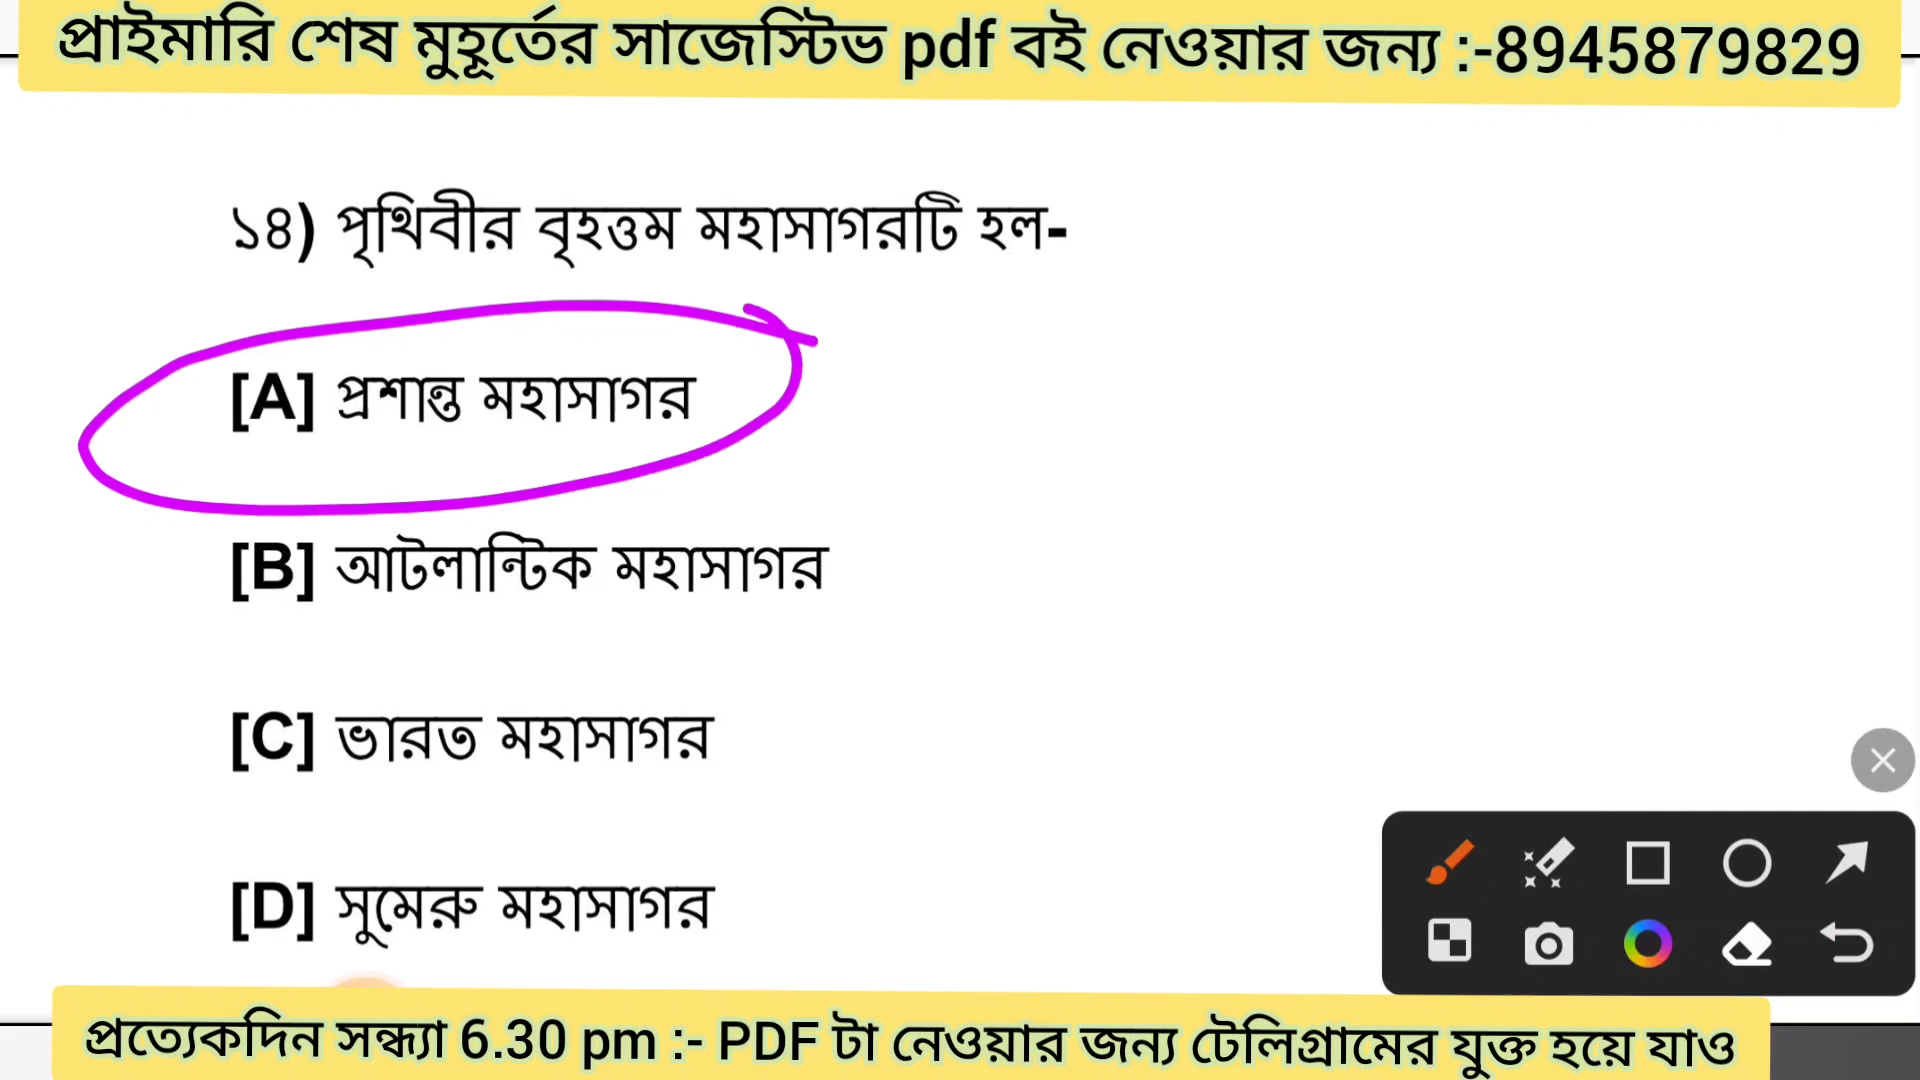 প্রাইমারি শেষ মুহূর্তের সাজেস্টিভ pdf বই নেওয়ার জন্য :-8945879829
১৪) পৃথিবীর বৃহত্তম মহাসাগরটি হল-
[A] প্রশান্ত মহাসাগর
[B] আটলান্টিক মহাসাগর
[C] ভারত মহাসাগর
[D] সুমেরু মহাসাগর
প্রত্যেকদিন সন্ধ্যা 6.30 pm :- PDF টা নেওয়ার জন্য টেলিগ্রামের যুক্ত হয়ে যাও